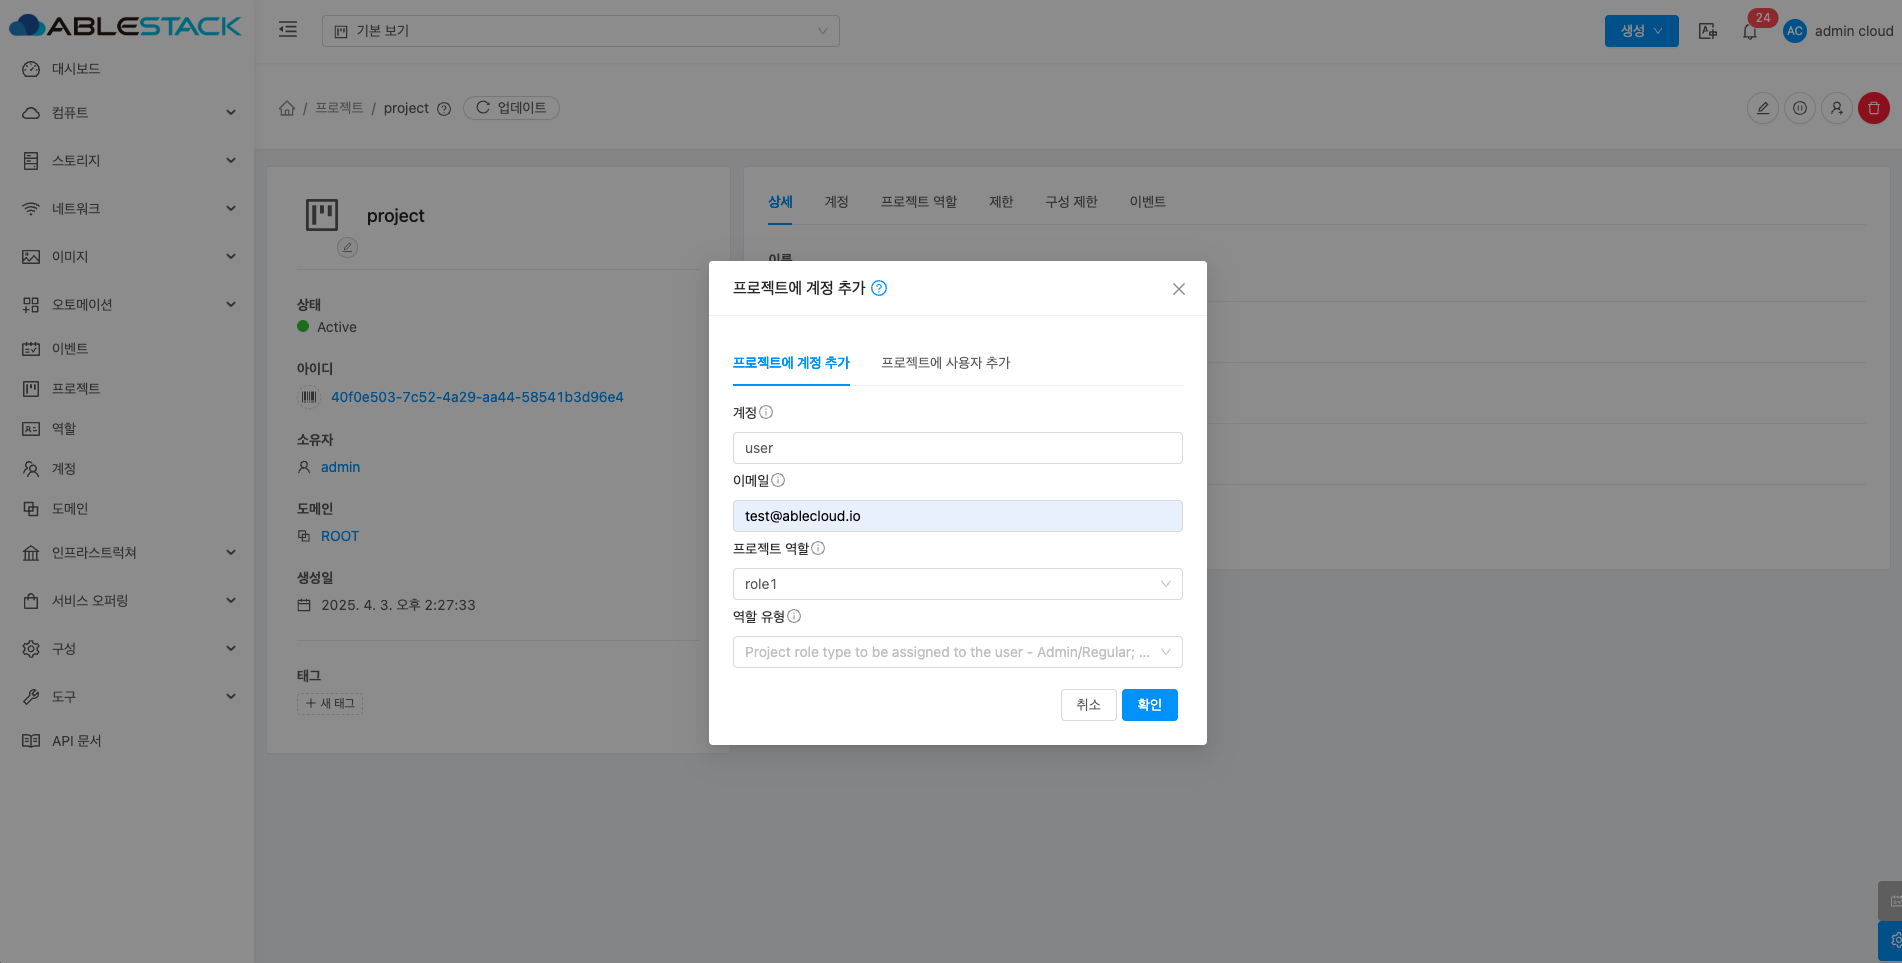 ABLESTACK
기본 보기
생성
24
AC
admin cloud
대시보드
컴퓨트
스토리지
네트워크
이미지
오토메이션
이벤트
프로젝트
역할
계정
도메인
인프라스트럭쳐
서비스 오퍼링
구성
도구
API 문서
/ 프로젝트 / project
업데이트
project
상태
Active
아이디
40f0e503-7c52-4a29-aa44-58541b3d96e4
소유자
admin
도메인
ROOT
생성일
2025. 4. 3. 오후 2:27:33
태그
+ 새 태그
상세 계정 프로젝트 역할 제한 구성 제한 이벤트
이름
프로젝트에 계정 추가
프로젝트에 계정 추가 프로젝트에 사용자 추가
계정
user
이메일
test@ablecloud.io
프로젝트 역할
role1
역할 유형
Project role type to be assigned to the user - Admin/Regular; ...
취소 확인